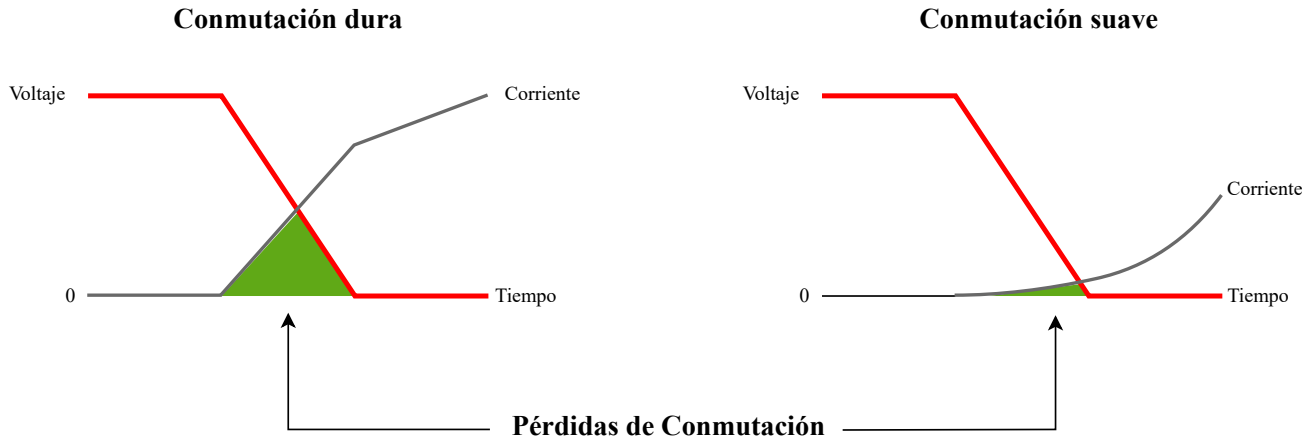 Conmutación dura
Conmutación suave
Voltaje
Corriente
0
Tiempo
Voltaje
Corriente
0
Tiempo
Pérdidas de Conmutación